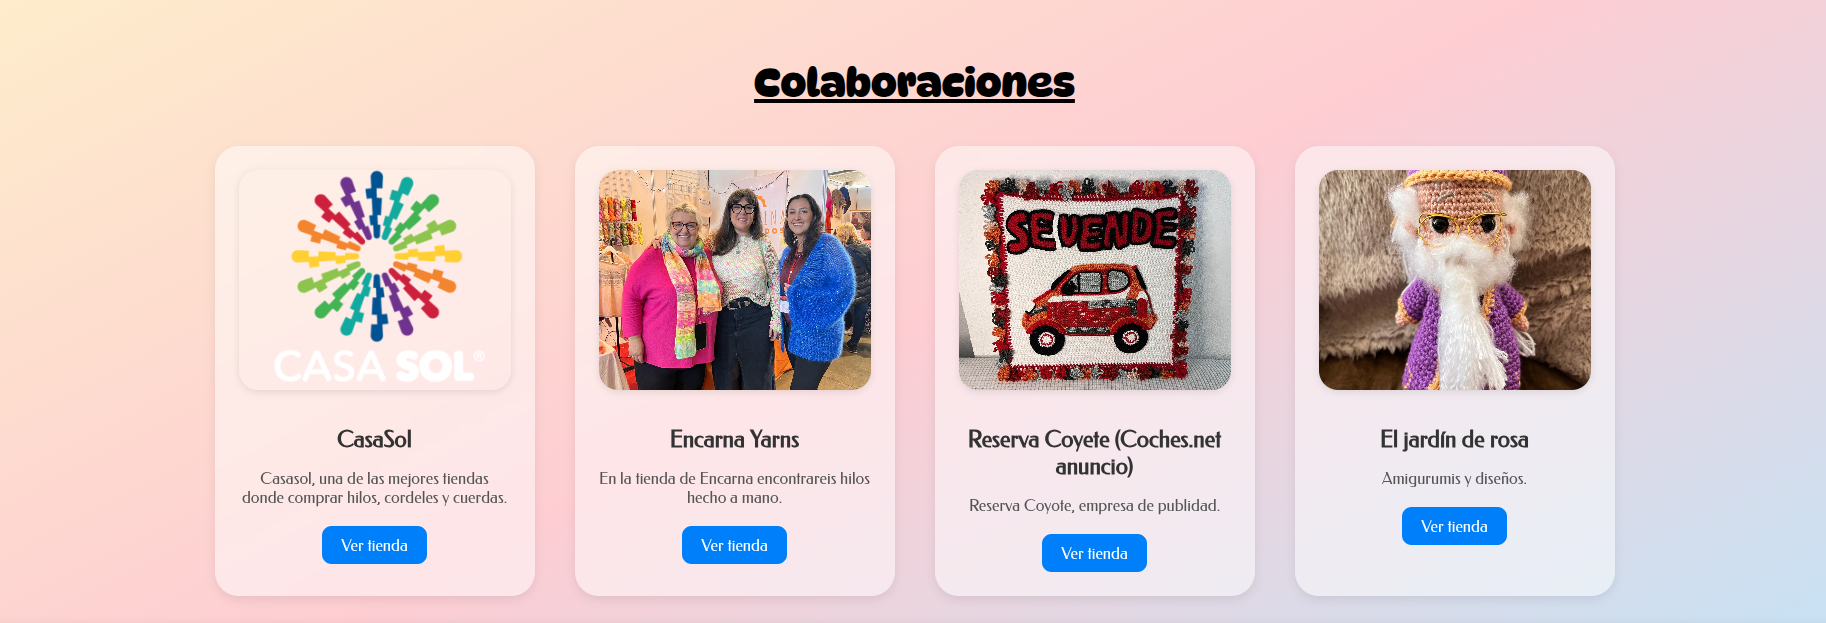 Colaboraciones
CASA SOL®
CasaSol
Casasol, una de las mejores tiendas
donde comprar hilos, cordeles y cuerdas.
Ver tienda
Encarna Yarns
En la tienda de Encarna encontrareis hilos
hecho a mano.
Ver tienda
SE VENDE
Reserva Coyete (Coches.net
anuncio)
Reserva Coyote, empresa de publidad.
Ver tienda
El jardín de rosa
Amigurumis y diseños.
Ver tienda